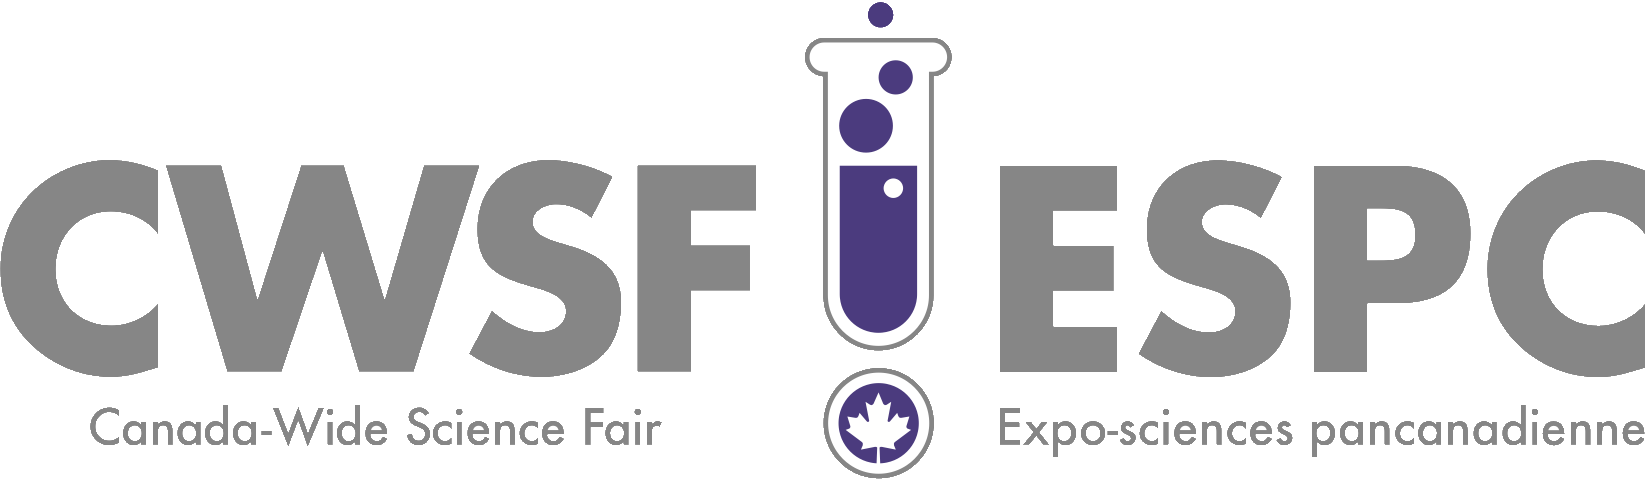 CWSF ESPC
Canada-Wide Science Fair
Expo-sciences pancanadienne